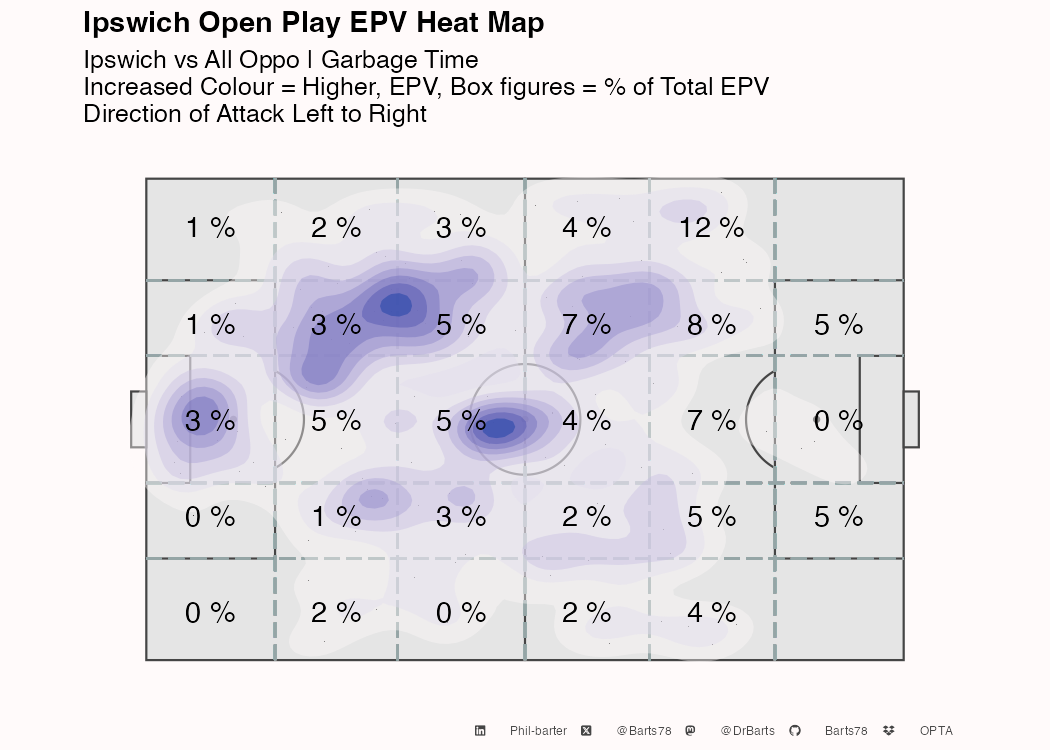 Ipswich Open Play EPV Heat Map
Ipswich vs All Oppo | Garbage Time
Increased Colour = Higher, EPV, Box figures = % of Total EPV
Direction of Attack Left to Right
1 % 2 % 3 % 4 % 12 %
1 % 3 % 5 % 7 % 8 % 5 %
3 % 5 % 5 % 4 % 7 % 0 %
0 % 1 % 3 % 2 % 5 % 5 %
0 % 2 % 0 % 2 % 4 %
Phil-barter @Barts78 @DrBarts Barts78 OPTA